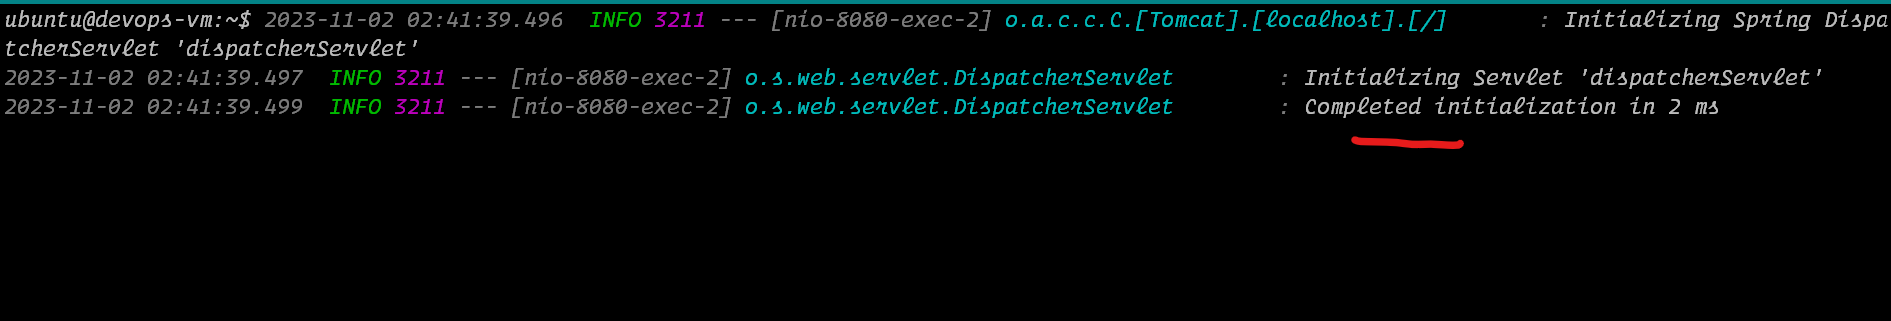 ubuntu@devops-vm:~$ 2023-11-02 02:41:39.496  INFO 3211 --- [nio-8080-exec-2] o.a.c.c.C.[Tomcat].[localhost].[/]       : Initializing Spring Dispa
tcherServlet 'dispatcherServlet'
2023-11-02 02:41:39.497  INFO 3211 --- [nio-8080-exec-2] o.s.web.servlet.DispatcherServlet        : Initializing Servlet 'dispatcherServlet'
2023-11-02 02:41:39.499  INFO 3211 --- [nio-8080-exec-2] o.s.web.servlet.DispatcherServlet        : Completed initialization in 2 ms